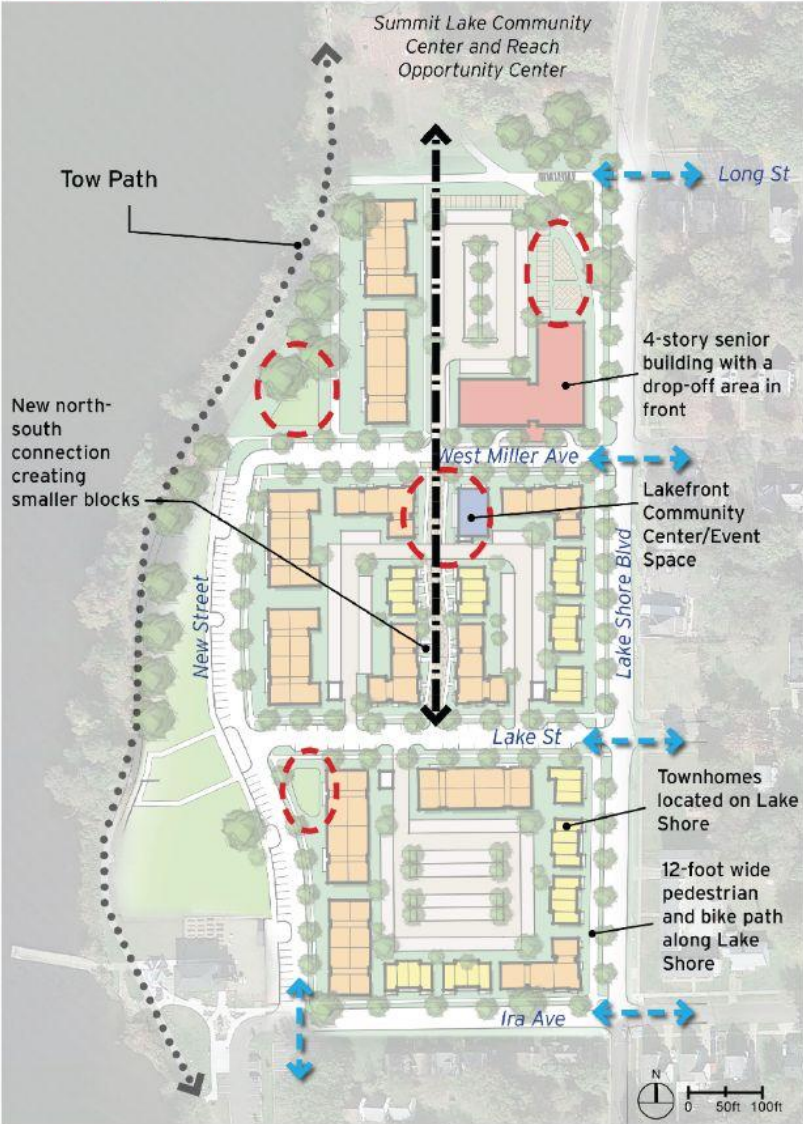 Summit Lake Community
Center and Reach
Opportunity Center
Tow Path
Long St
4-story senior
building with a
drop-off area in
front
New north-
south
connection
creating
smaller blocks
West Miller Ave
Lakefront
Community
Center/Event
Space
New Street
Lake Shore Blvd
Lake St
Townhomes
located on Lake
Shore
12-foot wide
pedestrian
and bike path
along Lake
Shore
Ira Ave
N
0 50ft 100ft